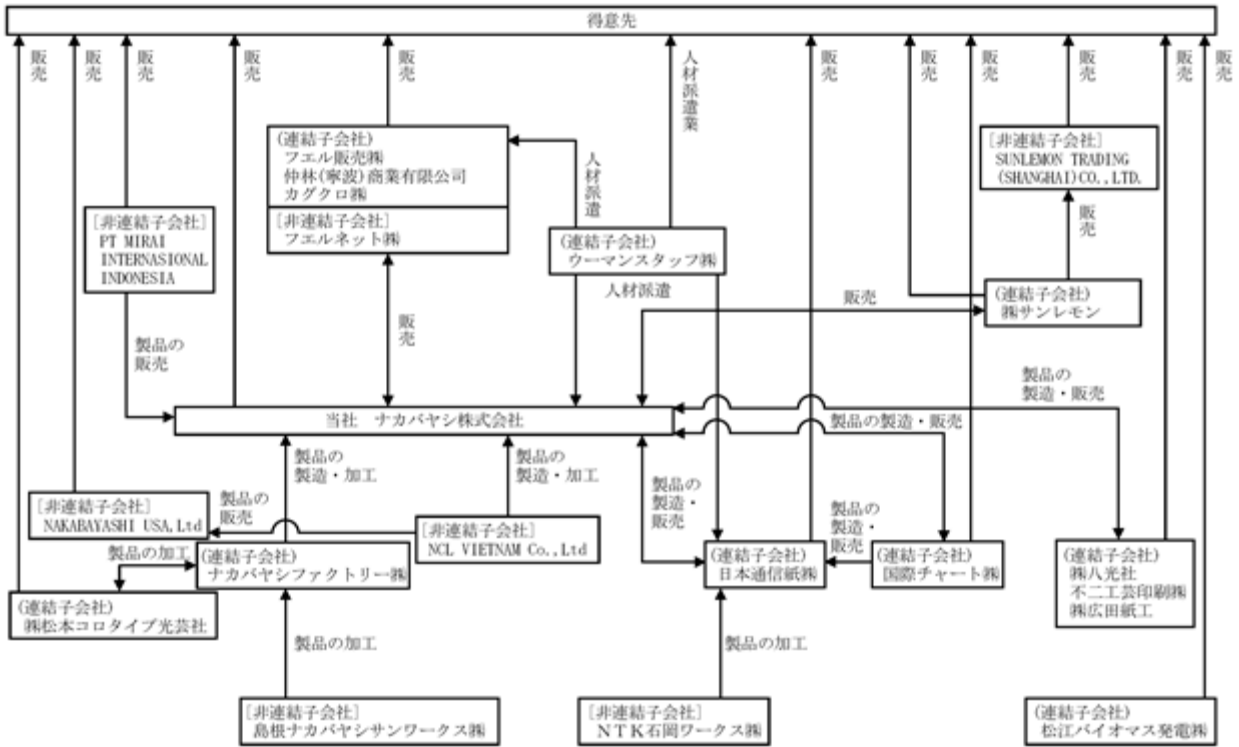 得意先
販売
販売
販売
販売
販売
人材派遣業
販売
販売
販売
販売
販売
販売
(連結子会社)
フエル販売㈱
仲林(寧波)商業有限公司
カグクロ㈱
[非連結子会社]
フエルネット㈱
人材派遣
[非連結子会社]
SUNLEMON TRADING
(SHANGHAI)CO.,LTD.
[非連結子会社]
PT MIRAI
INTERNASIONAL
INDONESIA
(連結子会社)
ウーマンスタッフ㈱
販売
人材派遣
販売
(連結子会社)
㈱サンレモン
販売
製品の
販売
製品の
製造・販売
当社 ナカバヤシ株式会社
製品の製造・販売
製品の
製造・加工
製品の
製造・加工
製品の
製造・
販売
[非連結子会社]
NAKABAYASHI USA,Ltd
製品の
販売
[非連結子会社]
NCL VIETNAM Co.,Ltd
製品の
製造・
販売
製品の加工
(連結子会社)
ナカバヤシファクトリー㈱
(連結子会社)
日本通信紙㈱
(連結子会社)
国際チャート㈱
(連結子会社)
㈱八光社
不二工芸印刷㈱
㈱広田紙工
(連結子会社)
㈱松本コロタイプ光芸社
製品の加工
製品の加工
[非連結子会社]
島根ナカバヤシサンワークス㈱
[非連結子会社]
NTK石岡ワークス㈱
(連結子会社)
松江バイオマス発電㈱